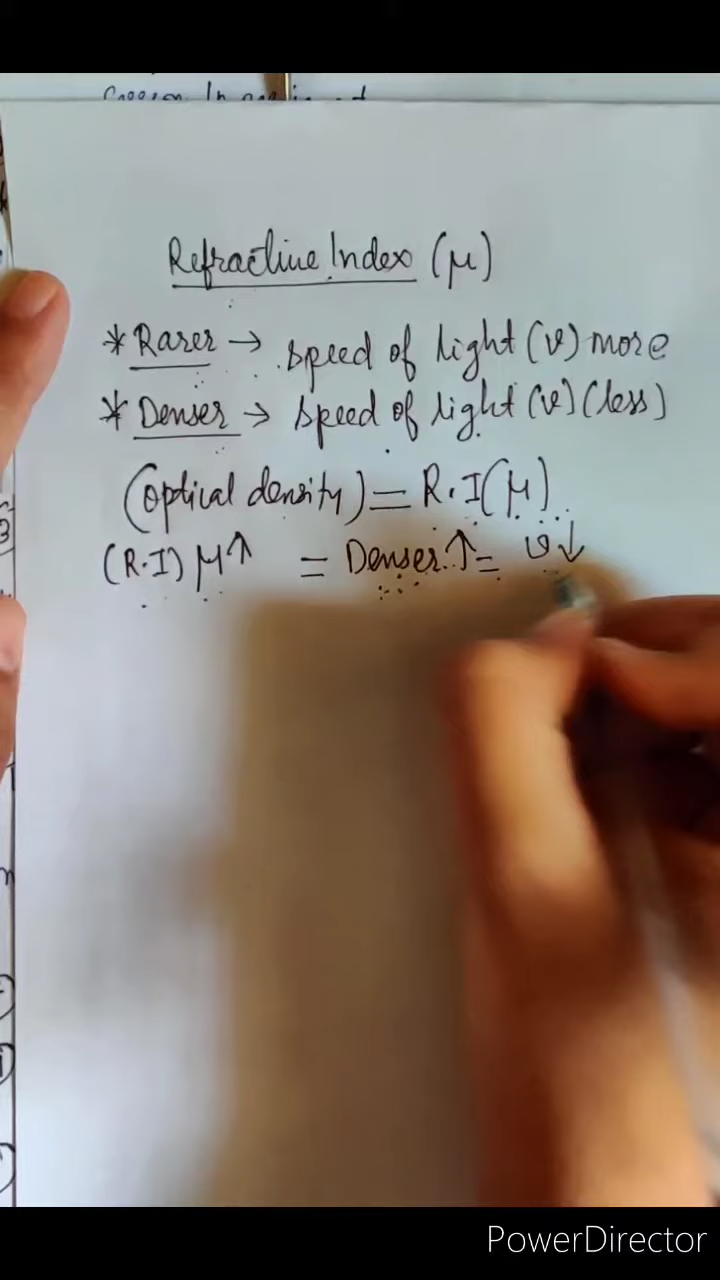 Refractive Index (μ)
* Rarer → speed of light (v) more
* Denser → speed of light (v) (less)
(optical density) = R.I (μ)
(R.I) μ↑ = Denser ↑ = v↓
PowerDirector